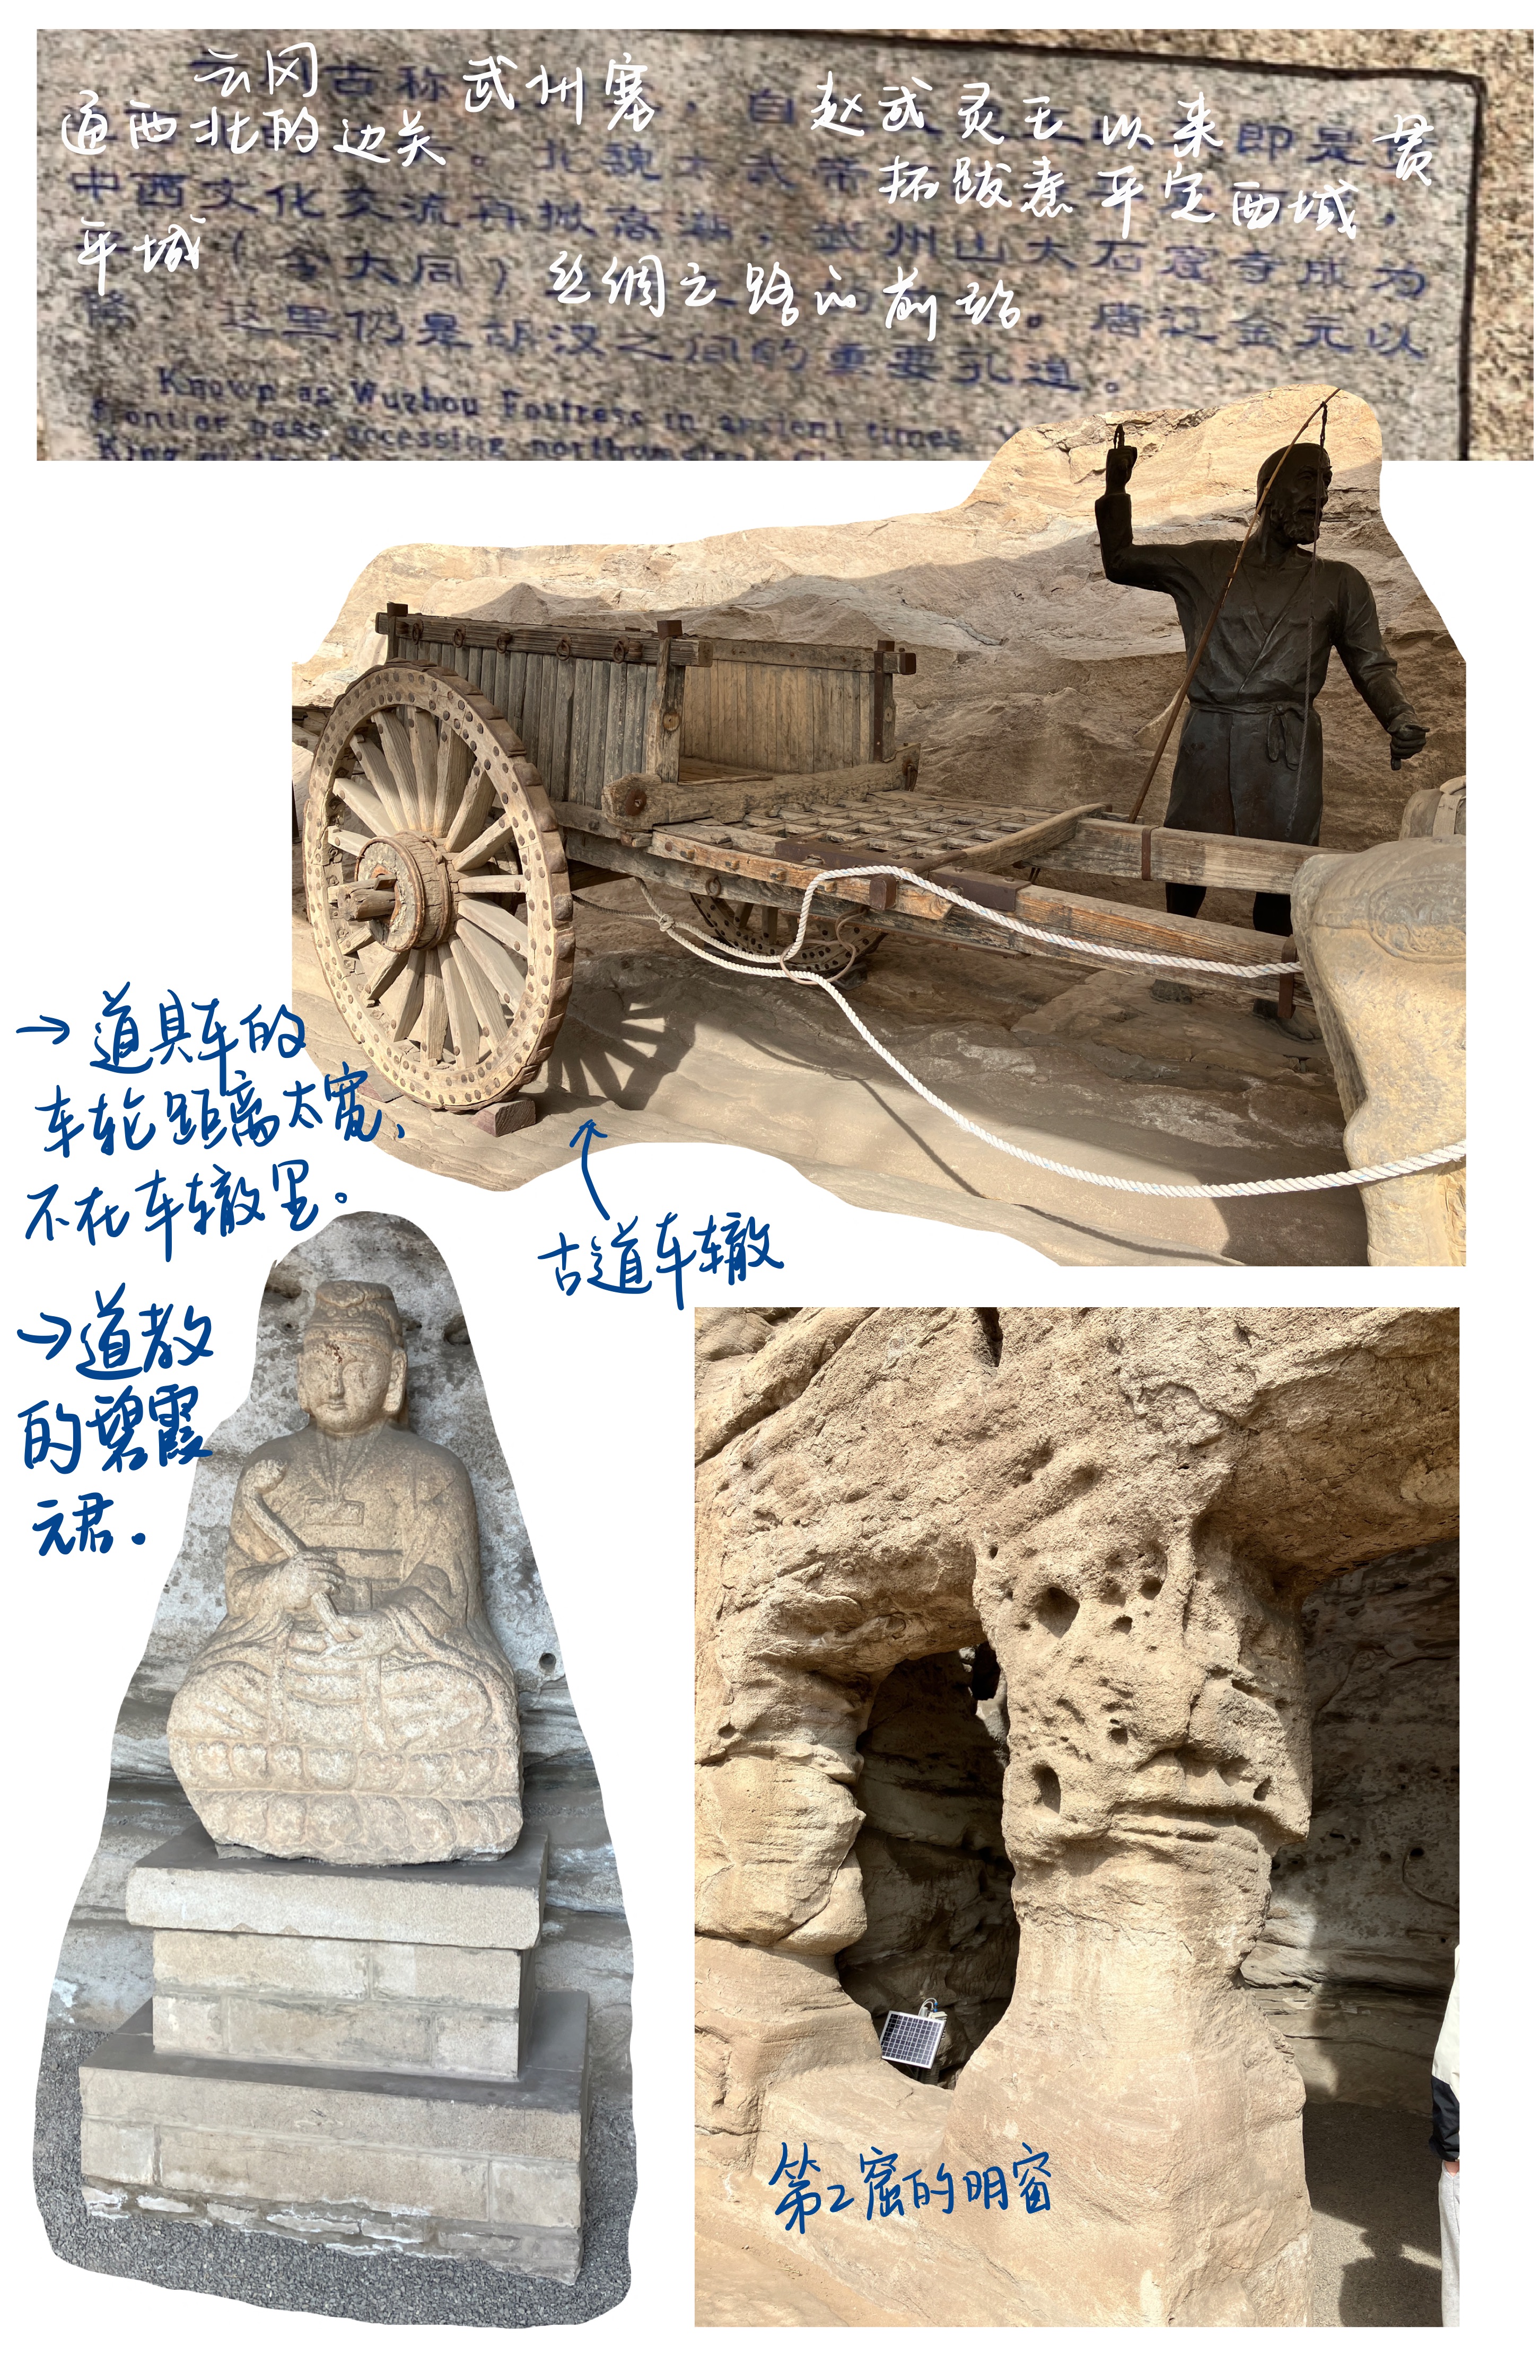 云冈古称武州塞，自赵武灵王以来即是贯
通西北的边关。北魏太武帝拓跋焘平定西域，
中西文化交流再掀高潮，武州山大石窟寺成为
平城（今大同）丝绸之路的前站。唐辽金元以
降，这里仍是胡汉之间的重要孔道。
Known as Wuzhou Fortress in ancient times
frontier pass accessing northwestern
King
→道具车的
车轮距离太宽，
不在车辙里。
古道车辙
→道教
的碧霞
元君。
第2窟的明窗